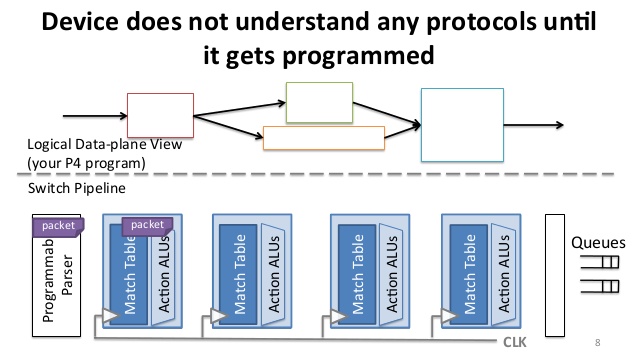 Device does not understand any protocols until
it gets programmed
Logical Data-plane View
(your P4 program)
Switch Pipeline
packet
Programmab
Parser
packet
Match Table
Action ALUs
Match Table
Action ALUs
Match Table
Action ALUs
Match Table
Action ALUs
Queues
CLK
8